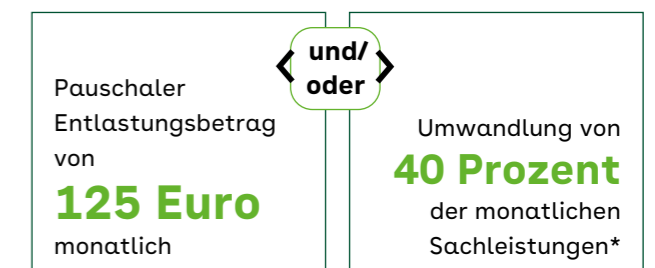 Pauschaler
Entlastungsbetrag
von
125 Euro
monatlich
und/
oder
Umwandlung von
40 Prozent
der monatlichen
Sachleistungen*